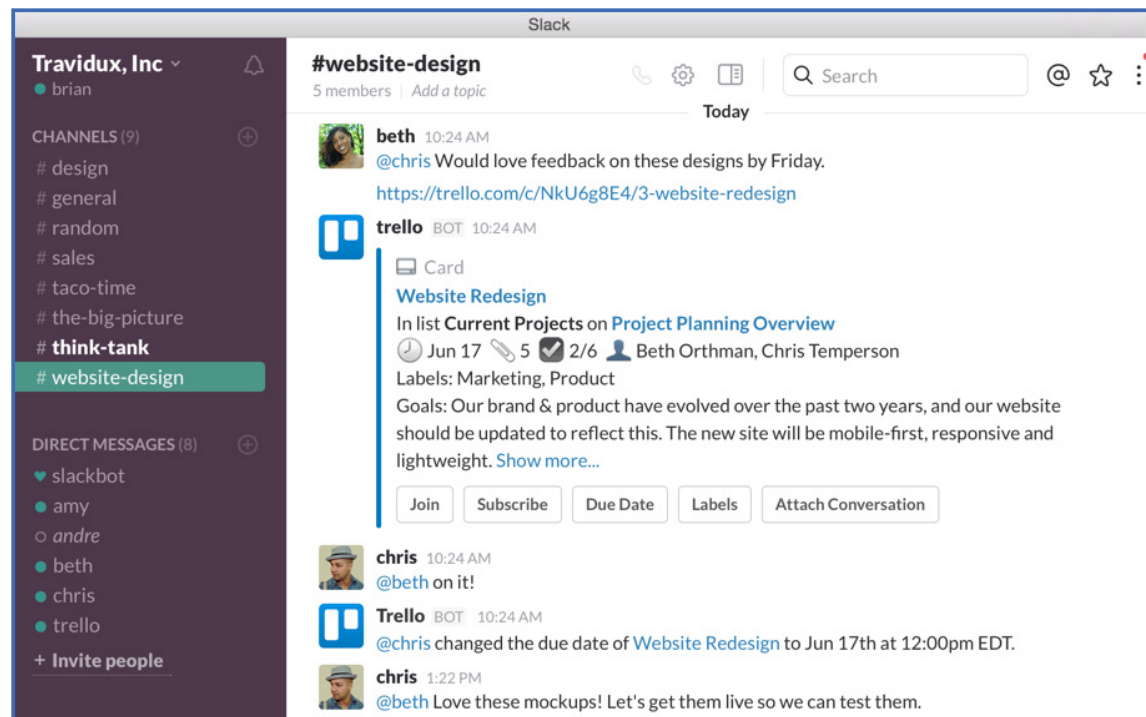 Slack
Travidux, Inc
brian
CHANNELS (9)
# design
# general
# random
# sales
# taco-time
# the-big-picture
# think-tank
# website-design
DIRECT MESSAGES (8)
slackbot
amy
andre
beth
chris
trello
+ Invite people
#website-design
5 members | Add a topic
Search
@
Today
beth 10:24 AM
@chris Would love feedback on these designs by Friday.
https://trello.com/c/NkU6g8E4/3-website-redesign
trello BOT 10:24 AM
Card
Website Redesign
In list Current Projects on Project Planning Overview
Jun 17 5 2/6 Beth Orthman, Chris Temperson
Labels: Marketing, Product
Goals: Our brand & product have evolved over the past two years, and our website
should be updated to reflect this. The new site will be mobile-first, responsive and
lightweight. Show more...
Join Subscribe Due Date Labels Attach Conversation
chris 10:24 AM
@beth on it!
Trello BOT 10:24 AM
@chris changed the due date of Website Redesign to Jun 17th at 12:00pm EDT.
chris 1:22 PM
@beth Love these mockups! Let's get them live so we can test them.